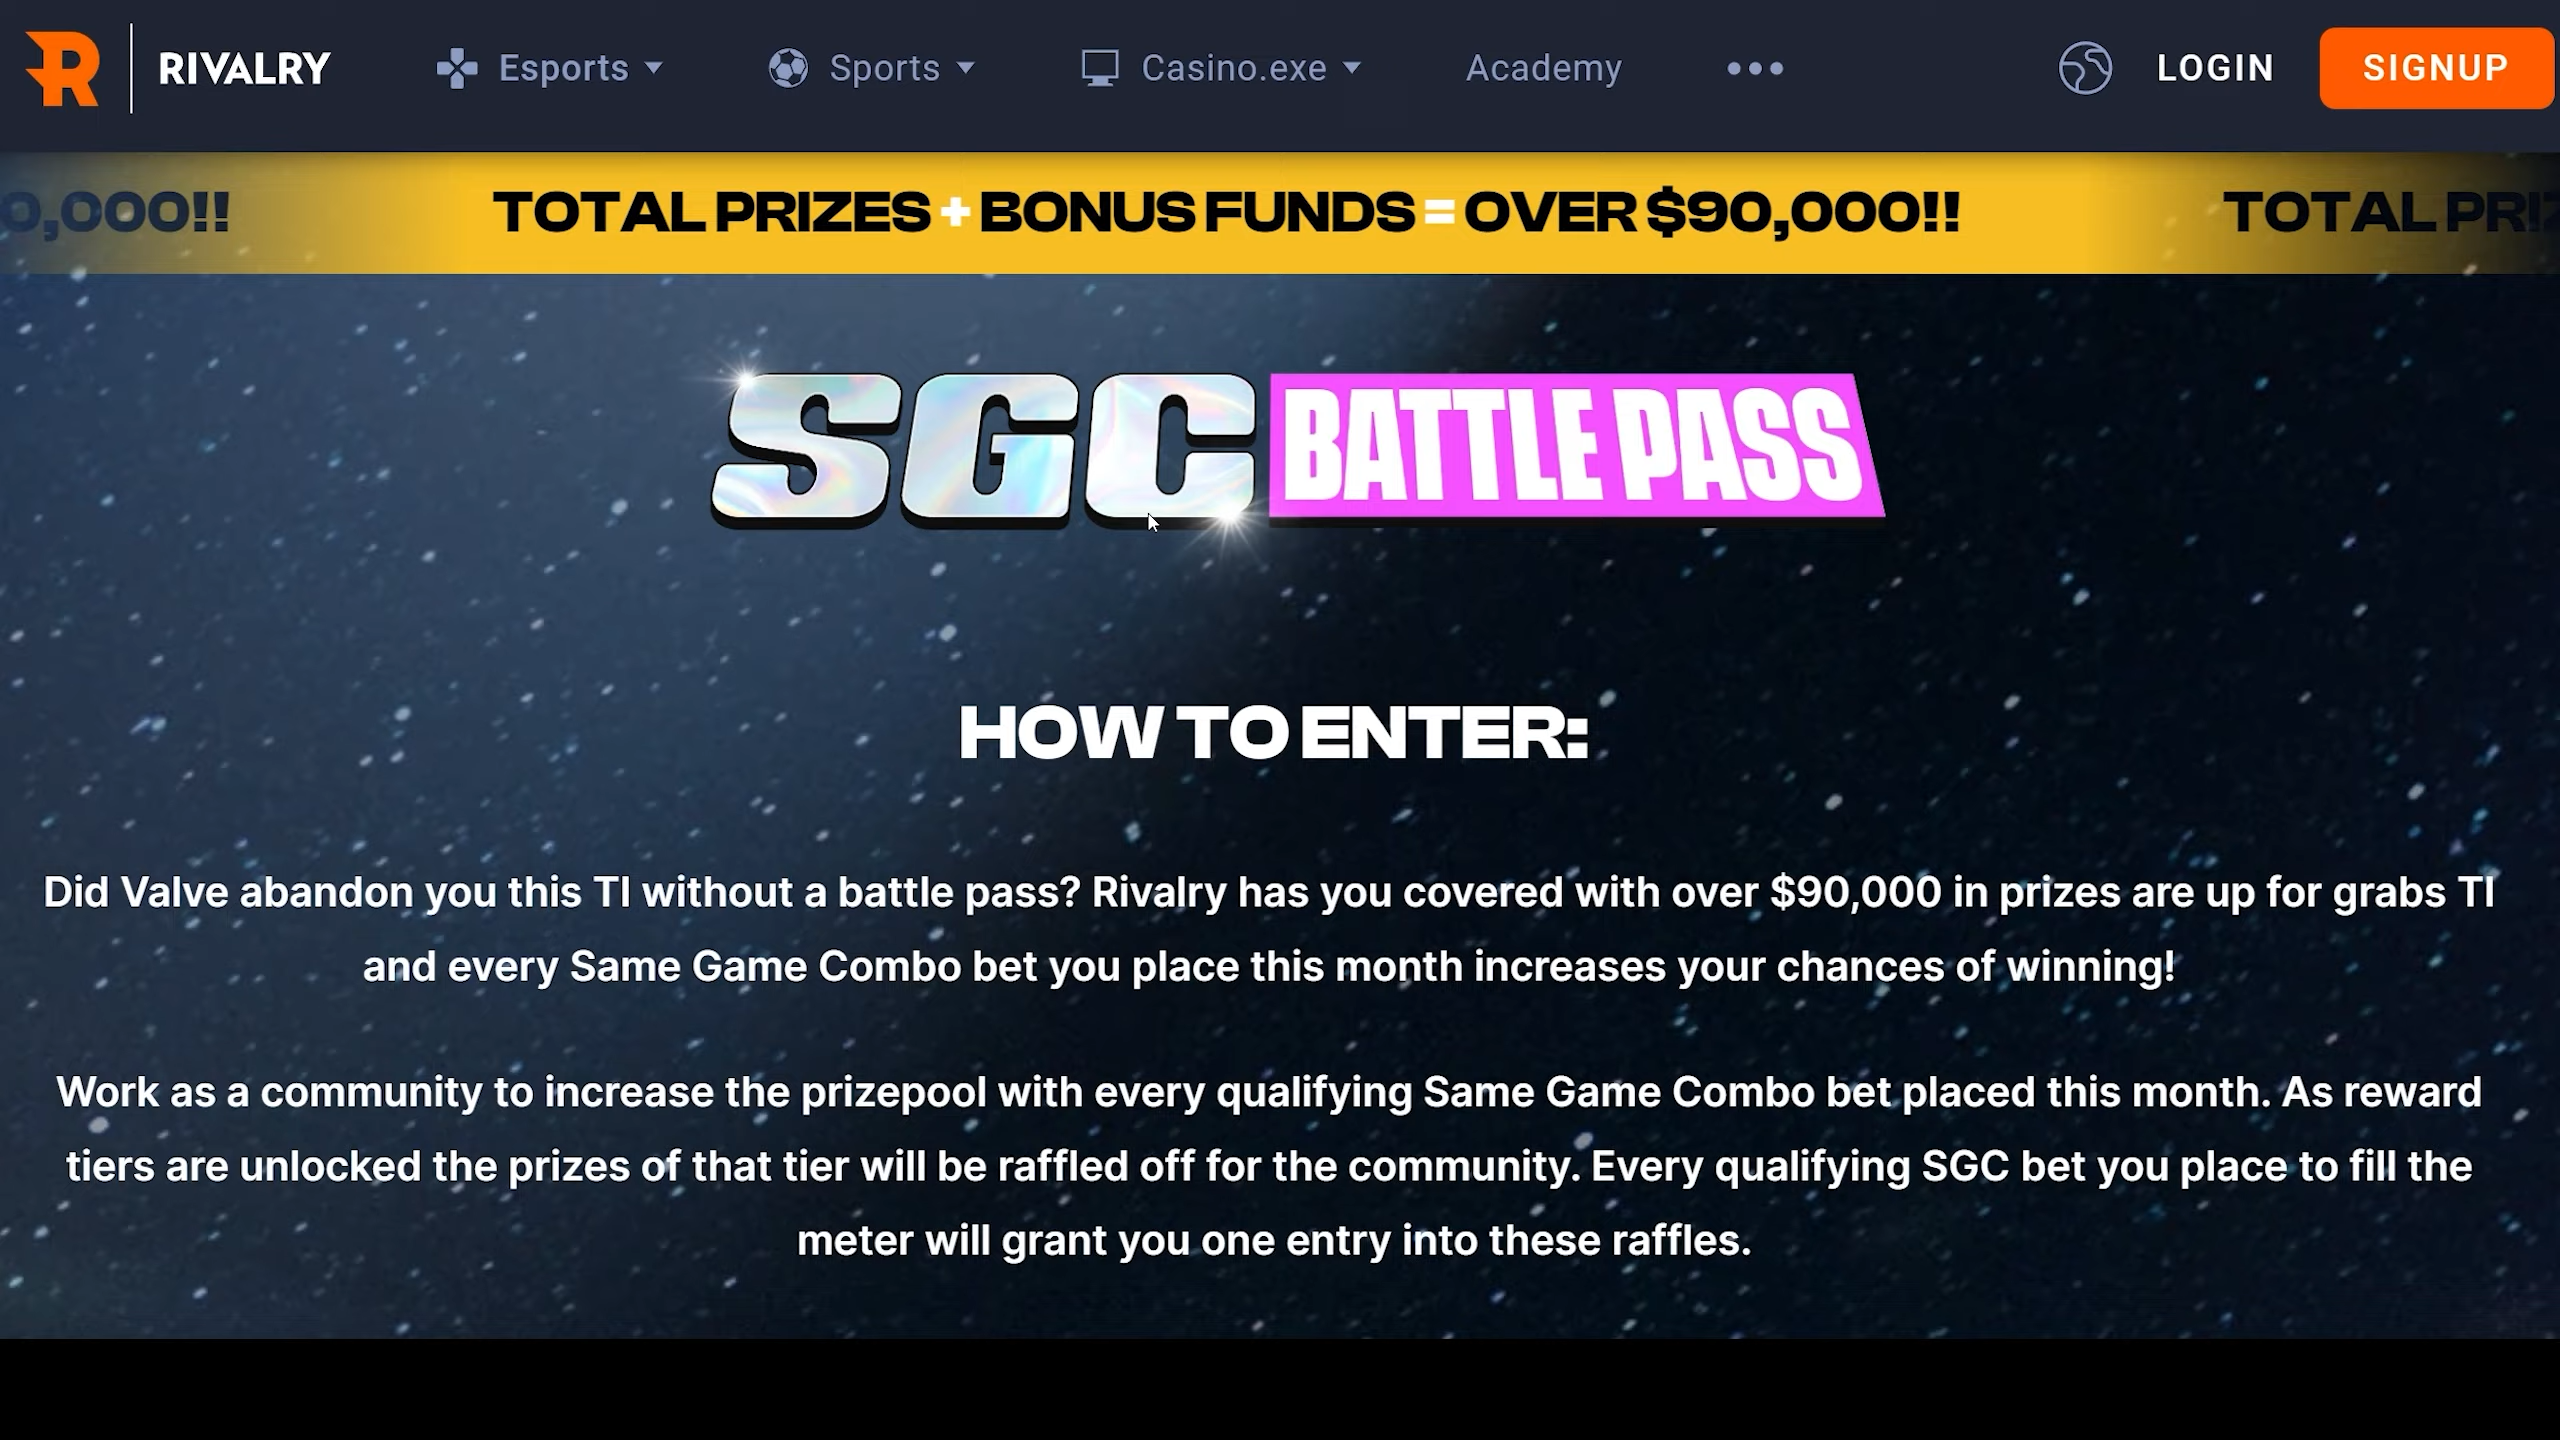 RIVALRY Esports Sports Casino.exe Academy LOGIN SIGNUP
0,000!! TOTAL PRIZES + BONUS FUNDS = OVER $90,000!! TOTAL PRIZ
SGC BATTLE PASS
HOW TO ENTER:
Did Valve abandon you this TI without a battle pass? Rivalry has you covered with over $90,000 in prizes are up for grabs TI
and every Same Game Combo bet you place this month increases your chances of winning!
Work as a community to increase the prizepool with every qualifying Same Game Combo bet placed this month. As reward
tiers are unlocked the prizes of that tier will be raffled off for the community. Every qualifying SGC bet you place to fill the
meter will grant you one entry into these raffles.